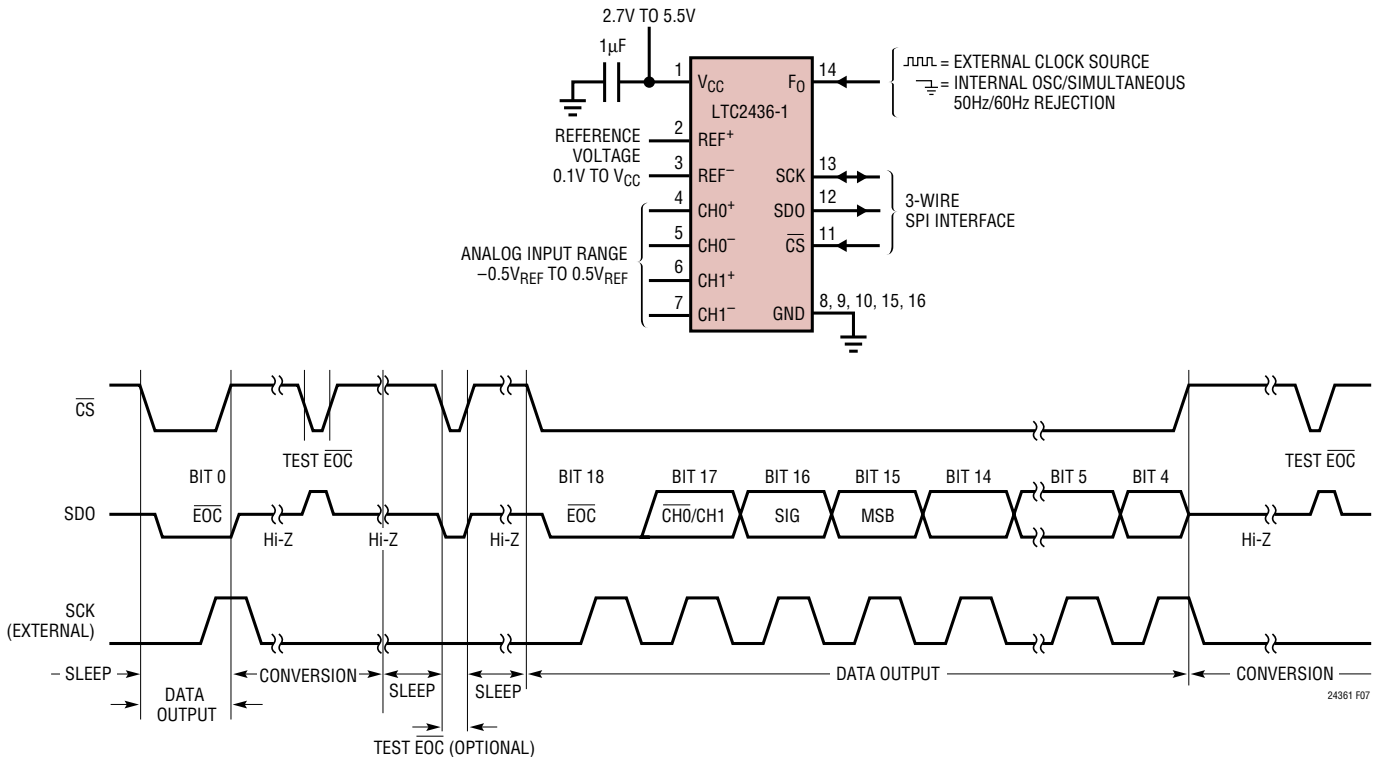 2.7V TO 5.5V
1µF
1
VCC
FO
14
= EXTERNAL CLOCK SOURCE
= INTERNAL OSC/SIMULTANEOUS
50Hz/60Hz REJECTION
LTC2436-1
REFERENCE
VOLTAGE
0.1V TO VCC
2
REF+
3
REF–
SCK
13
4
CH0+
SDO
12
3-WIRE
SPI INTERFACE
5
CH0–
CS
11
ANALOG INPUT RANGE
–0.5VREF TO 0.5VREF
6
CH1+
7
CH1–
GND
8, 9, 10, 15, 16
CS
TEST EOC
TEST EOC
BIT 0
BIT 18
BIT 17
BIT 16
BIT 15
BIT 14
BIT 5
BIT 4
SDO
EOC
EOC
CH0/CH1
SIG
MSB
Hi-Z
Hi-Z
Hi-Z
Hi-Z
SCK
(EXTERNAL)
SLEEP
CONVERSION
SLEEP
SLEEP
DATA OUTPUT
CONVERSION
DATA
OUTPUT
24361 F07
TEST EOC (OPTIONAL)